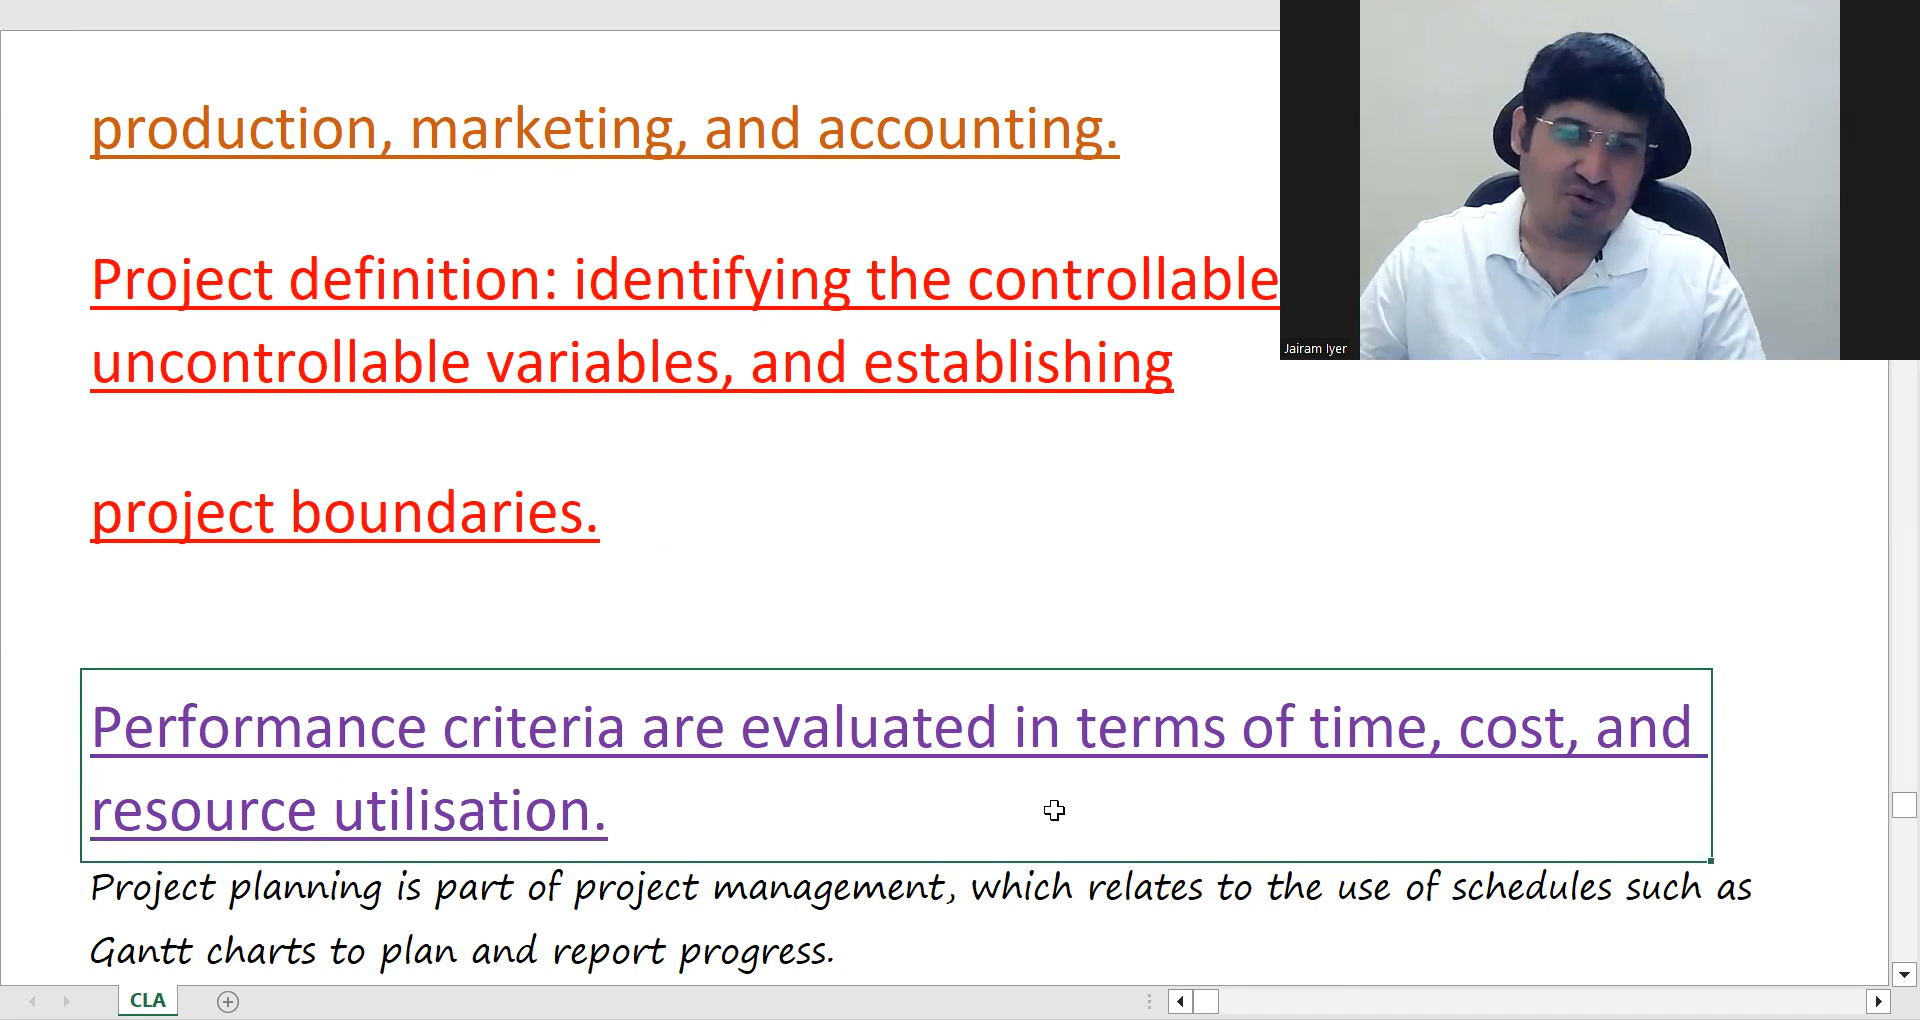 production, marketing, and accounting.
Project definition: identifying the controllable
uncontrollable variables, and establishing
Jairam Iyer
project boundaries.
Performance criteria are evaluated in terms of time, cost, and
resource utilisation.
Project planning is part of project management, which relates to the use of schedules such as
Gantt charts to plan and report progress.
CLA